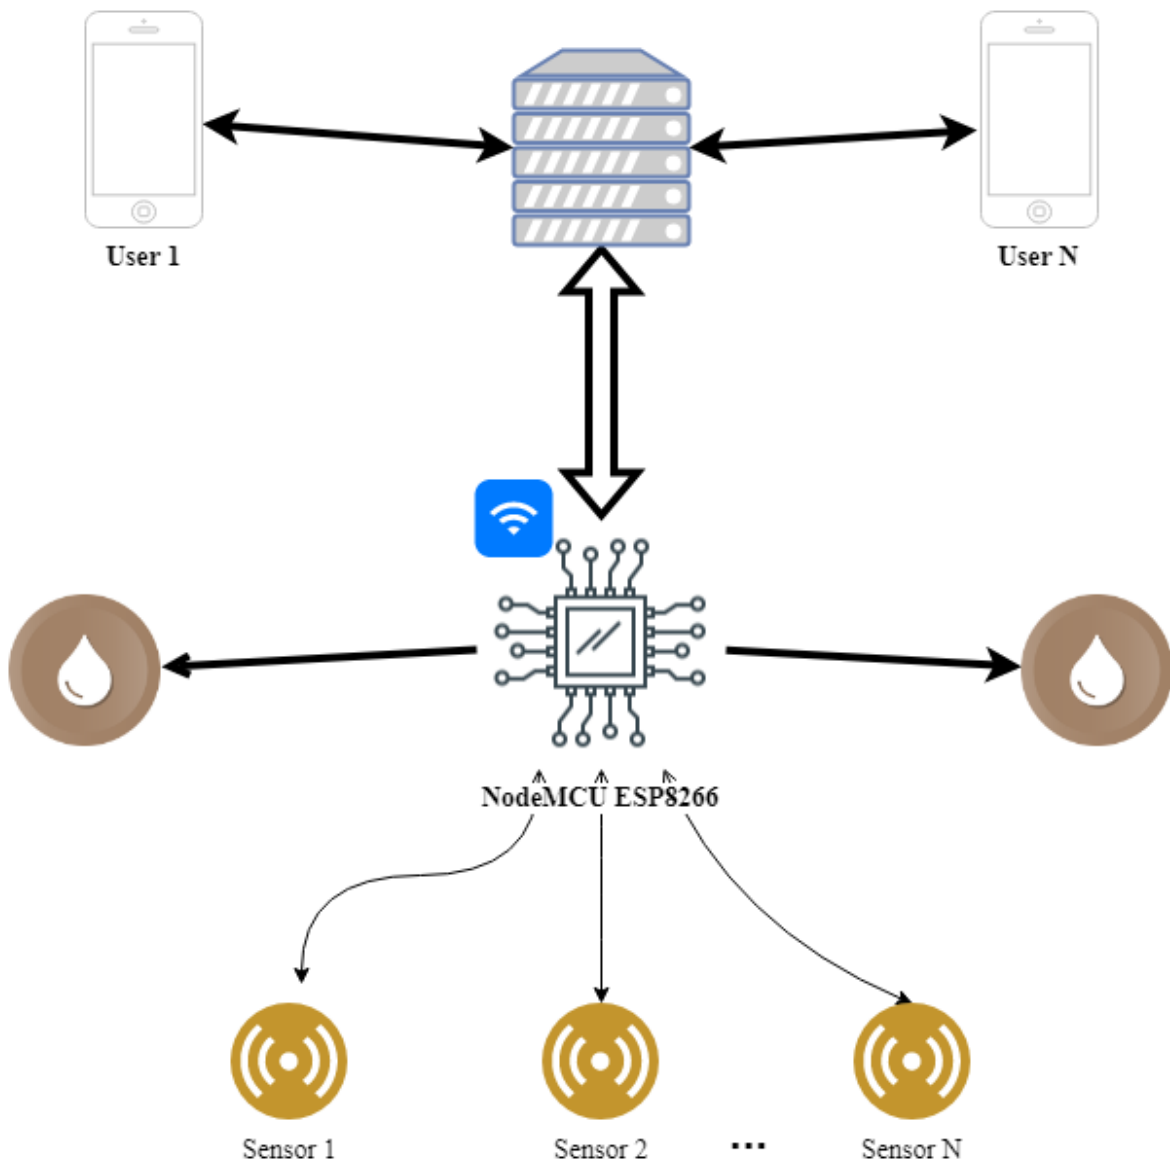 User 1
User N
NodeMCU ESP8266
Sensor 1
Sensor 2
...
Sensor N